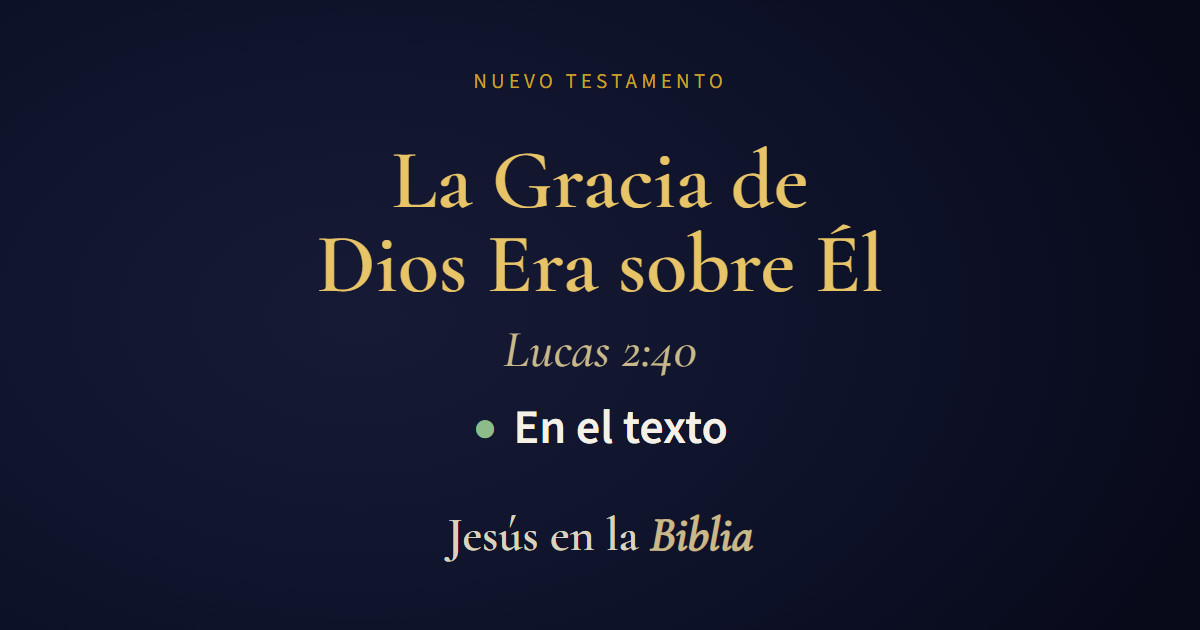 NUEVO TESTAMENTO
La Gracia de
Dios Era sobre Él
Lucas 2:40
En el texto
Jesús en la Biblia